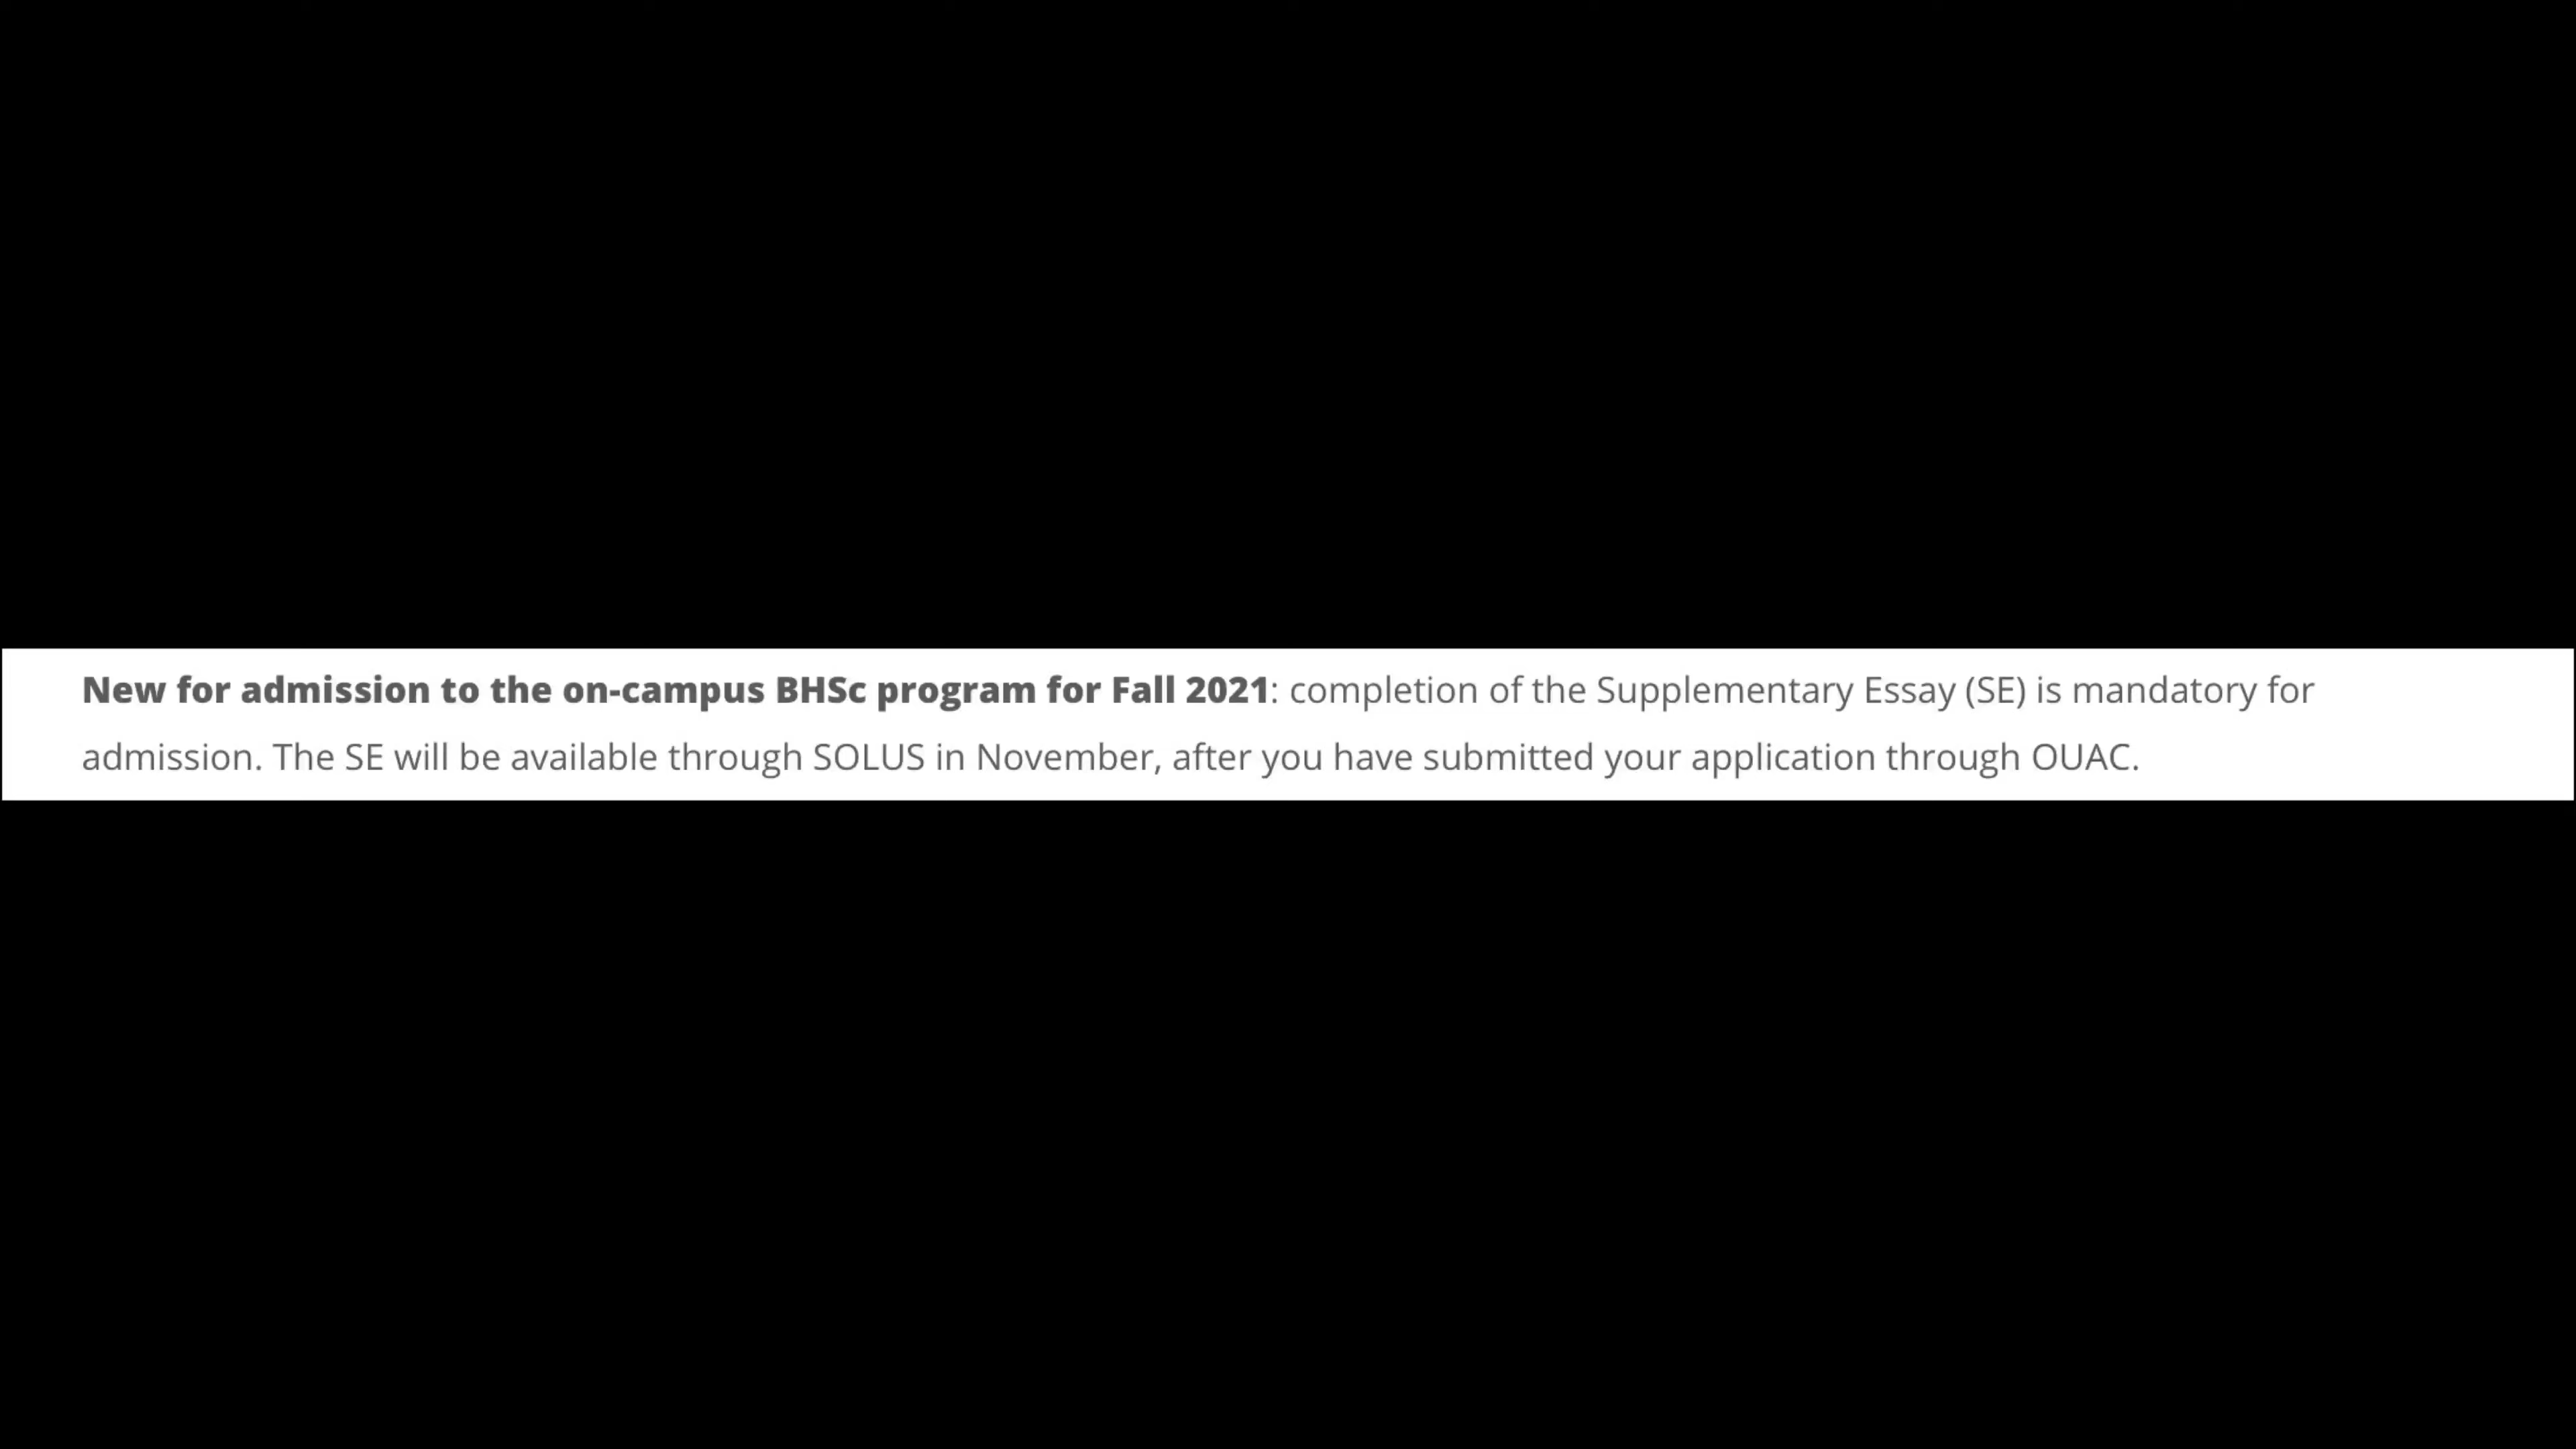 New for admission to the on-campus BHSc program for Fall 2021: completion of the Supplementary Essay (SE) is mandatory for
admission. The SE will be available through SOLUS in November, after you have submitted your application through OUAC.